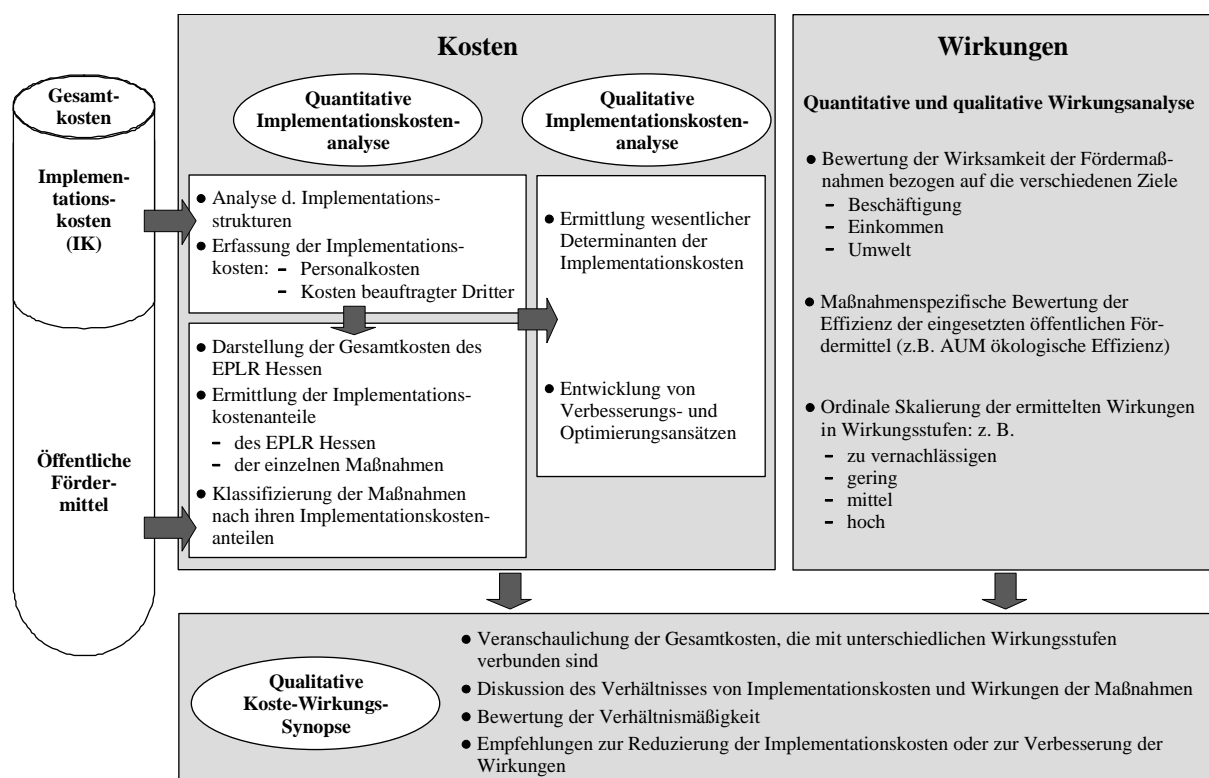 Gesamt-
kosten
Implemen-
tations-
kosten
(IK)
Öffentliche
Förder-
mittel
Kosten
Quantitative
Implementationskosten-
analyse
● Analyse d. Implementations-
strukturen
● Erfassung der Implementations-
kosten: - Personalkosten
- Kosten beauftragter Dritter
● Darstellung der Gesamtkosten des
EPLR Hessen
● Ermittlung der Implementations-
kostenanteile
- des EPLR Hessen
- der einzelnen Maßnahmen
● Klassifizierung der Maßnahmen
nach ihren Implementationskosten-
anteilen
Qualitative
Implementationskosten-
analyse
● Ermittlung wesentlicher
Determinanten der
Implementationskosten
● Entwicklung von
Verbesserungs- und
Optimierungsansätzen
Wirkungen
Quantitative und qualitative Wirkungsanalyse
● Bewertung der Wirksamkeit der Fördermaß-
nahmen bezogen auf die verschiedenen Ziele
- Beschäftigung
- Einkommen
- Umwelt
● Maßnahmenspezifische Bewertung der
Effizienz der eingesetzten öffentlichen För-
dermittel (z.B. AUM ökologische Effizienz)
● Ordinale Skalierung der ermittelten Wirkungen
in Wirkungsstufen: z. B.
- zu vernachlässigen
- gering
- mittel
- hoch
Qualitative
Koste-Wirkungs-
Synopse
● Veranschaulichung der Gesamtkosten, die mit unterschiedlichen Wirkungsstufen
verbunden sind
● Diskussion des Verhältnisses von Implementationskosten und Wirkungen der Maßnahmen
● Bewertung der Verhältnismäßigkeit
● Empfehlungen zur Reduzierung der Implementationskosten oder zur Verbesserung der
Wirkungen